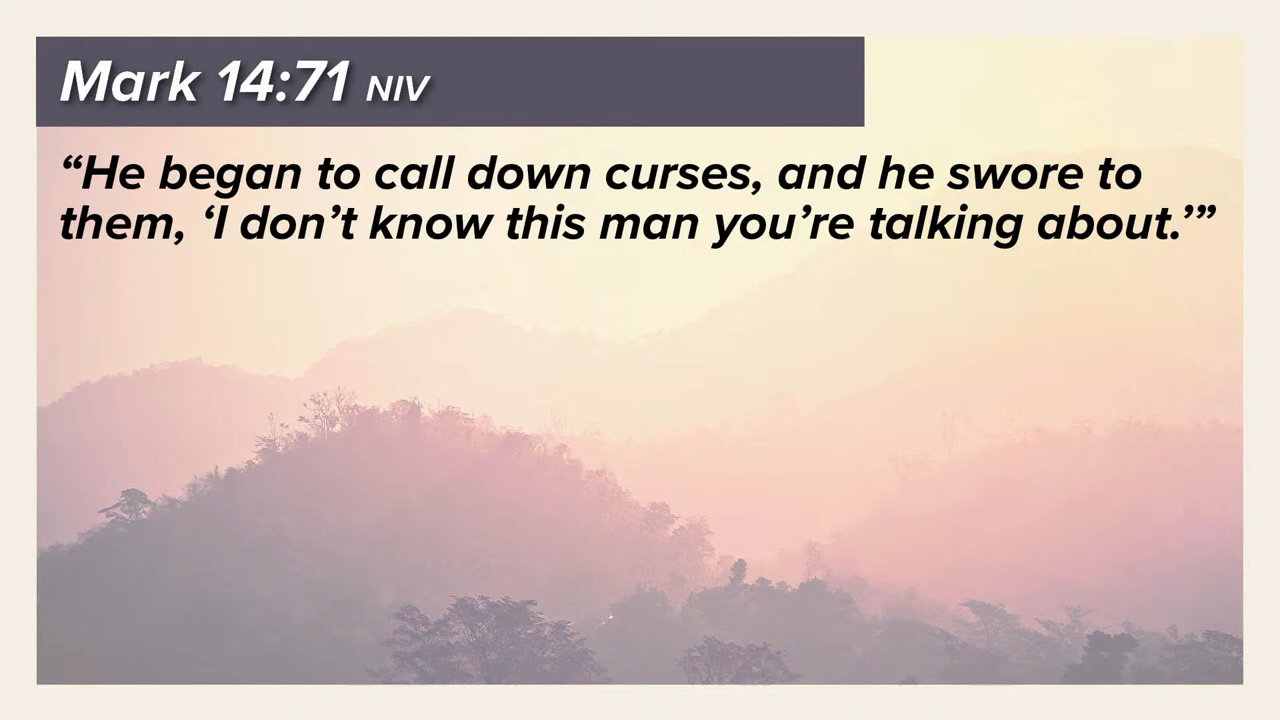 Mark 14:71 NIV
“He began to call down curses, and he swore to
them, ‘I don’t know this man you’re talking about.’”